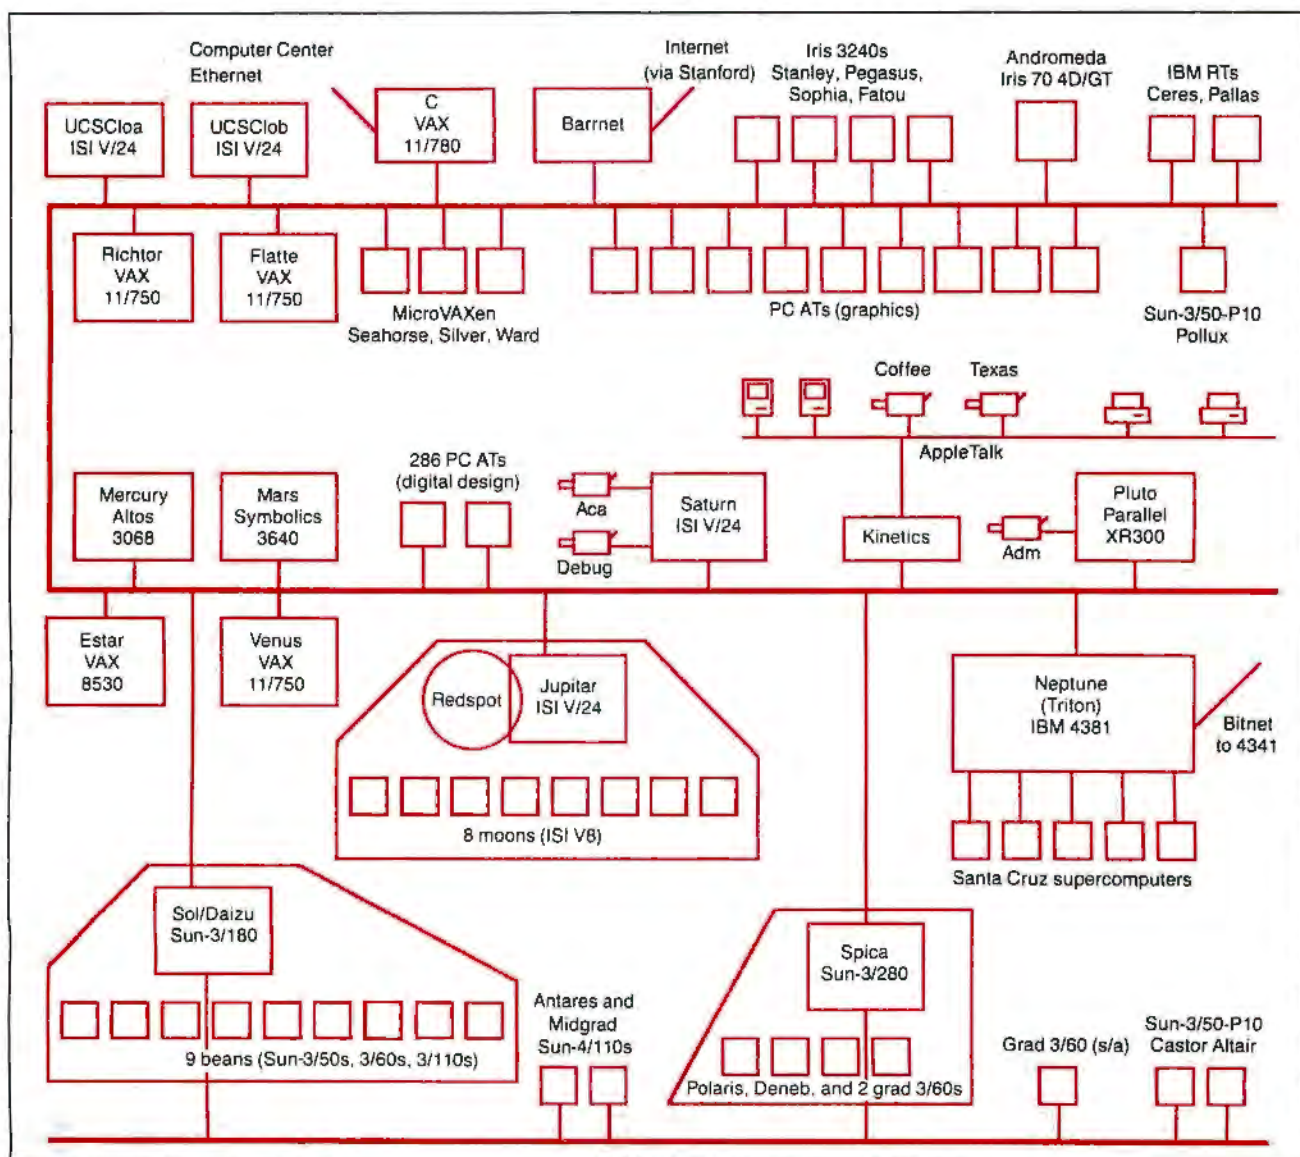 Computer Center
Ethernet
Internet
(via Stanford)
Iris 3240s
Stanley, Pegasus,
Sophia, Fatou
Andromeda
Iris 70 4D/GT
IBM RTs
Ceres, Pallas
UCSCloa
ISI V/24
UCSClob
ISI V/24
C
VAX
11/780
Barrnet
Richtor
VAX
11/750
Flatte
VAX
11/750
MicroVAXen
Seahorse, Silver, Ward
PC ATs (graphics)
Sun-3/50-P10
Pollux
Coffee
Texas
AppleTalk
Mercury
Altos
3068
Mars
Symbolics
3640
286 PC ATs
(digital design)
Aca
Debug
Saturn
ISI V/24
Kinetics
Adm
Pluto
Parallel
XR300
Estar
VAX
8530
Venus
VAX
11/750
Redspot
Jupitar
ISI V/24
8 moons (ISI V8)
Neptune
(Triton)
IBM 4381
Bitnet
to 4341
Santa Cruz supercomputers
Sol/Daizu
Sun-3/180
9 beans (Sun-3/50s, 3/60s, 3/110s)
Antares and
Midgrad
Sun-4/110s
Spica
Sun-3/280
Polaris, Deneb, and 2 grad 3/60s
Grad 3/60 (s/a)
Sun-3/50-P10
Castor Altair